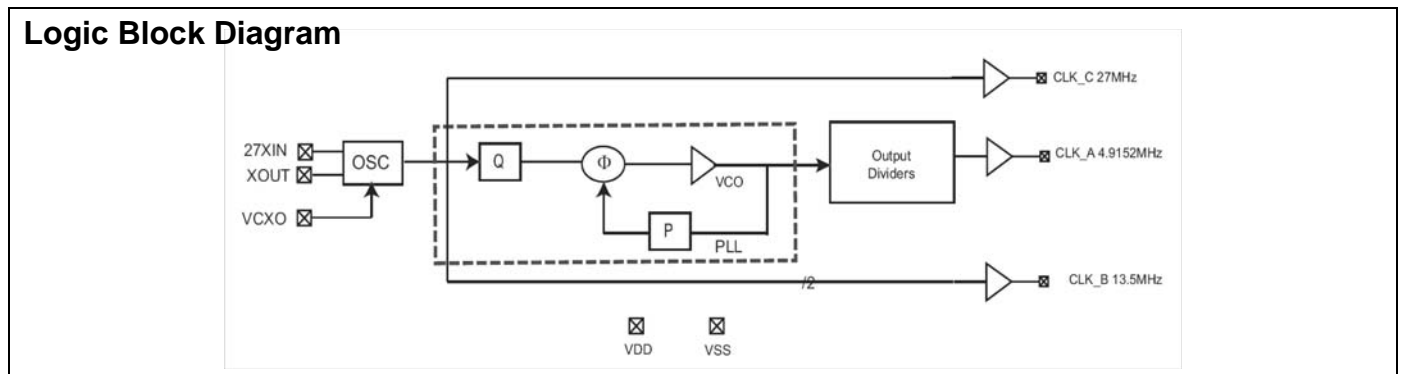 Logic Block Diagram
CLK_C 27MHz
27XIN
XOUT
OSC
Q
Φ
VCO
Output
Dividers
CLK_A 4.9152MHz
VCXO
P
PLL
/2
CLK_B 13.5MHz
VDD
VSS